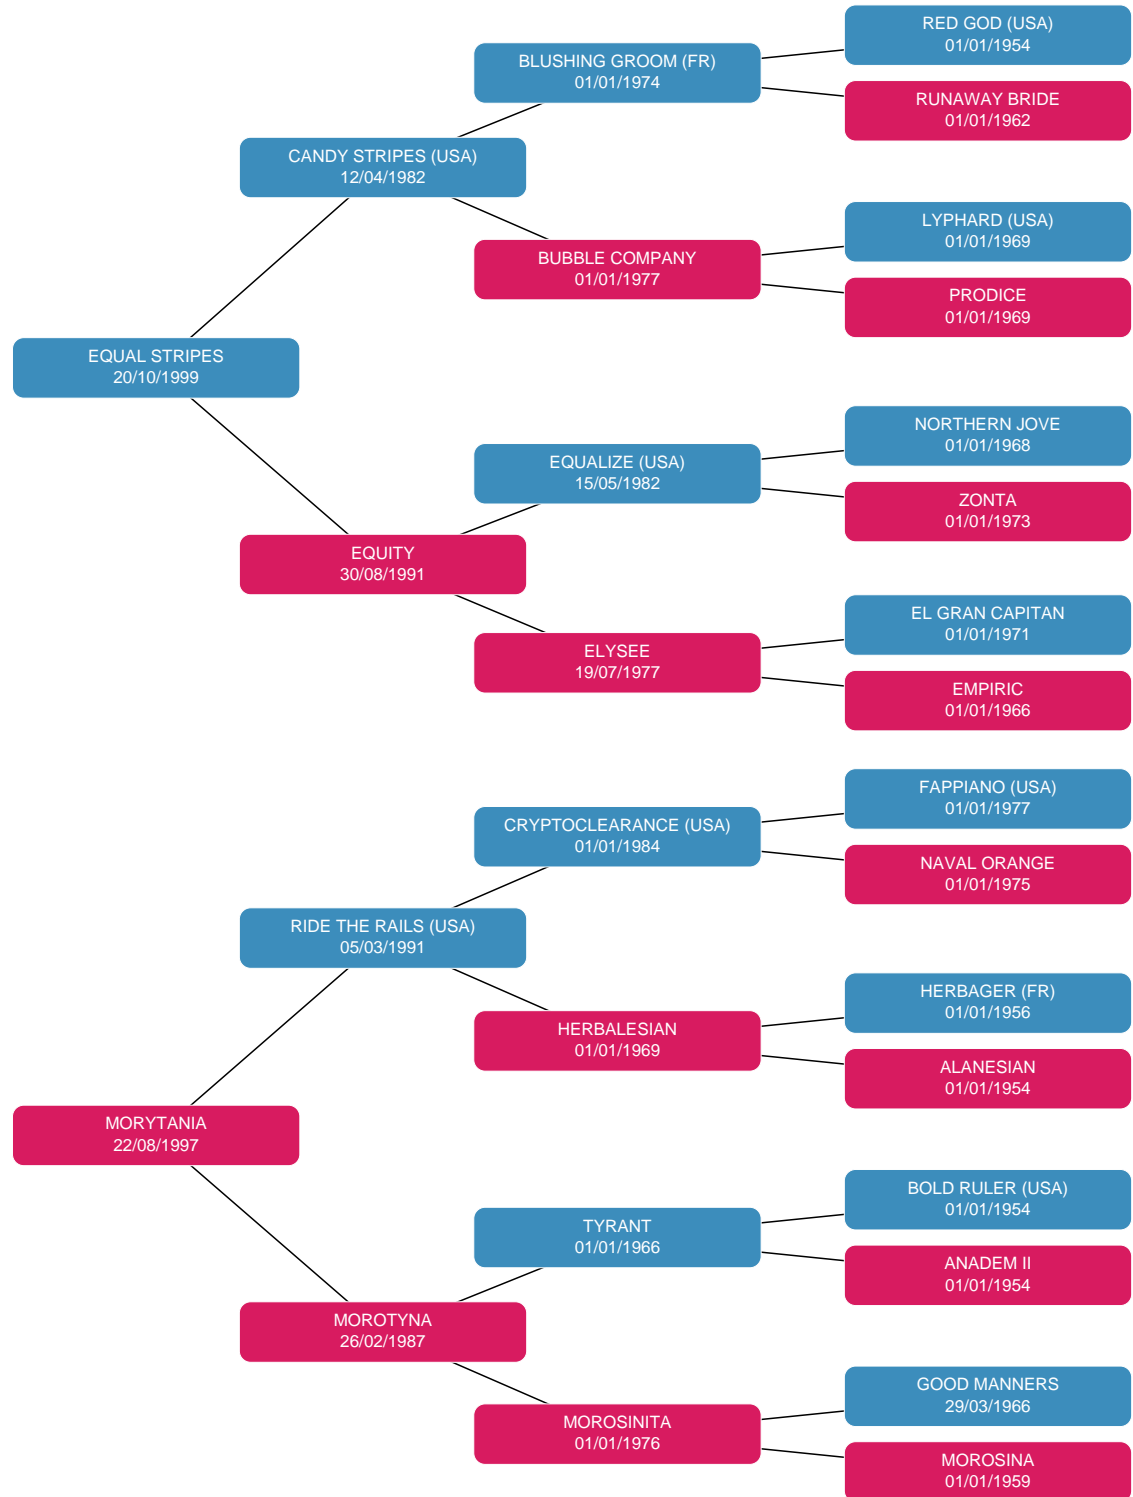 RED GOD (USA)
01/01/1954
BLUSHING GROOM (FR)
01/01/1974
RUNAWAY BRIDE
01/01/1962
CANDY STRIPES (USA)
12/04/1982
LYPHARD (USA)
01/01/1969
BUBBLE COMPANY
01/01/1977
PRODICE
01/01/1969
EQUAL STRIPES
20/10/1999
NORTHERN JOVE
01/01/1968
EQUALIZE (USA)
15/05/1982
ZONTA
01/01/1973
EQUITY
30/08/1991
EL GRAN CAPITAN
01/01/1971
ELYSEE
19/07/1977
EMPIRIC
01/01/1966
FAPPIANO (USA)
01/01/1977
CRYPTOCLEARANCE (USA)
01/01/1984
NAVAL ORANGE
01/01/1975
RIDE THE RAILS (USA)
05/03/1991
HERBAGER (FR)
01/01/1956
HERBALESIAN
01/01/1969
ALANESIAN
01/01/1954
MORYTANIA
22/08/1997
BOLD RULER (USA)
01/01/1954
TYRANT
01/01/1966
ANADEM II
01/01/1954
MOROTYNA
26/02/1987
GOOD MANNERS
29/03/1966
MOROSINITA
01/01/1976
MOROSINA
01/01/1959